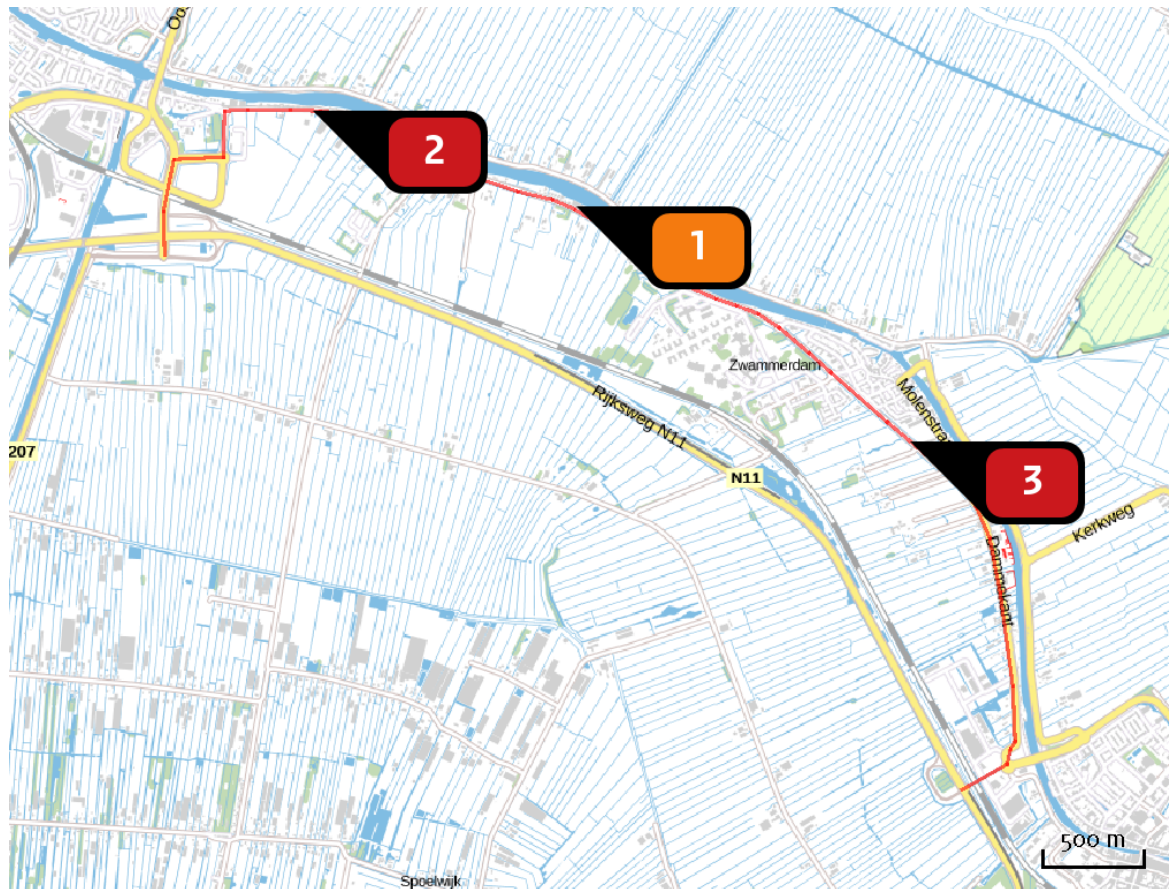 Oo
2
1
Zwammerdam
Molenstra
Rijksweg N11
207
N11
3
Kerkweg
Dammekant
500 m
Spoelwijk